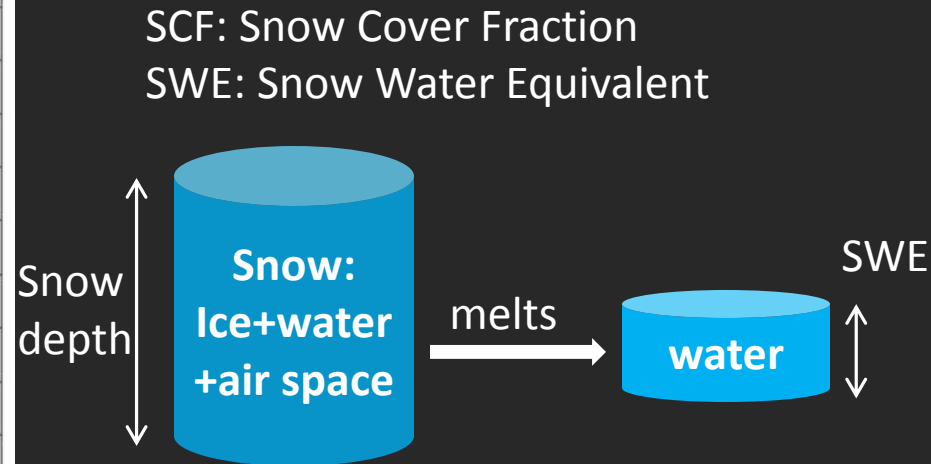 SCF: Snow Cover Fraction
SWE: Snow Water Equivalent
Snow
depth
Snow:
Ice+water
+air space
melts
water
SWE